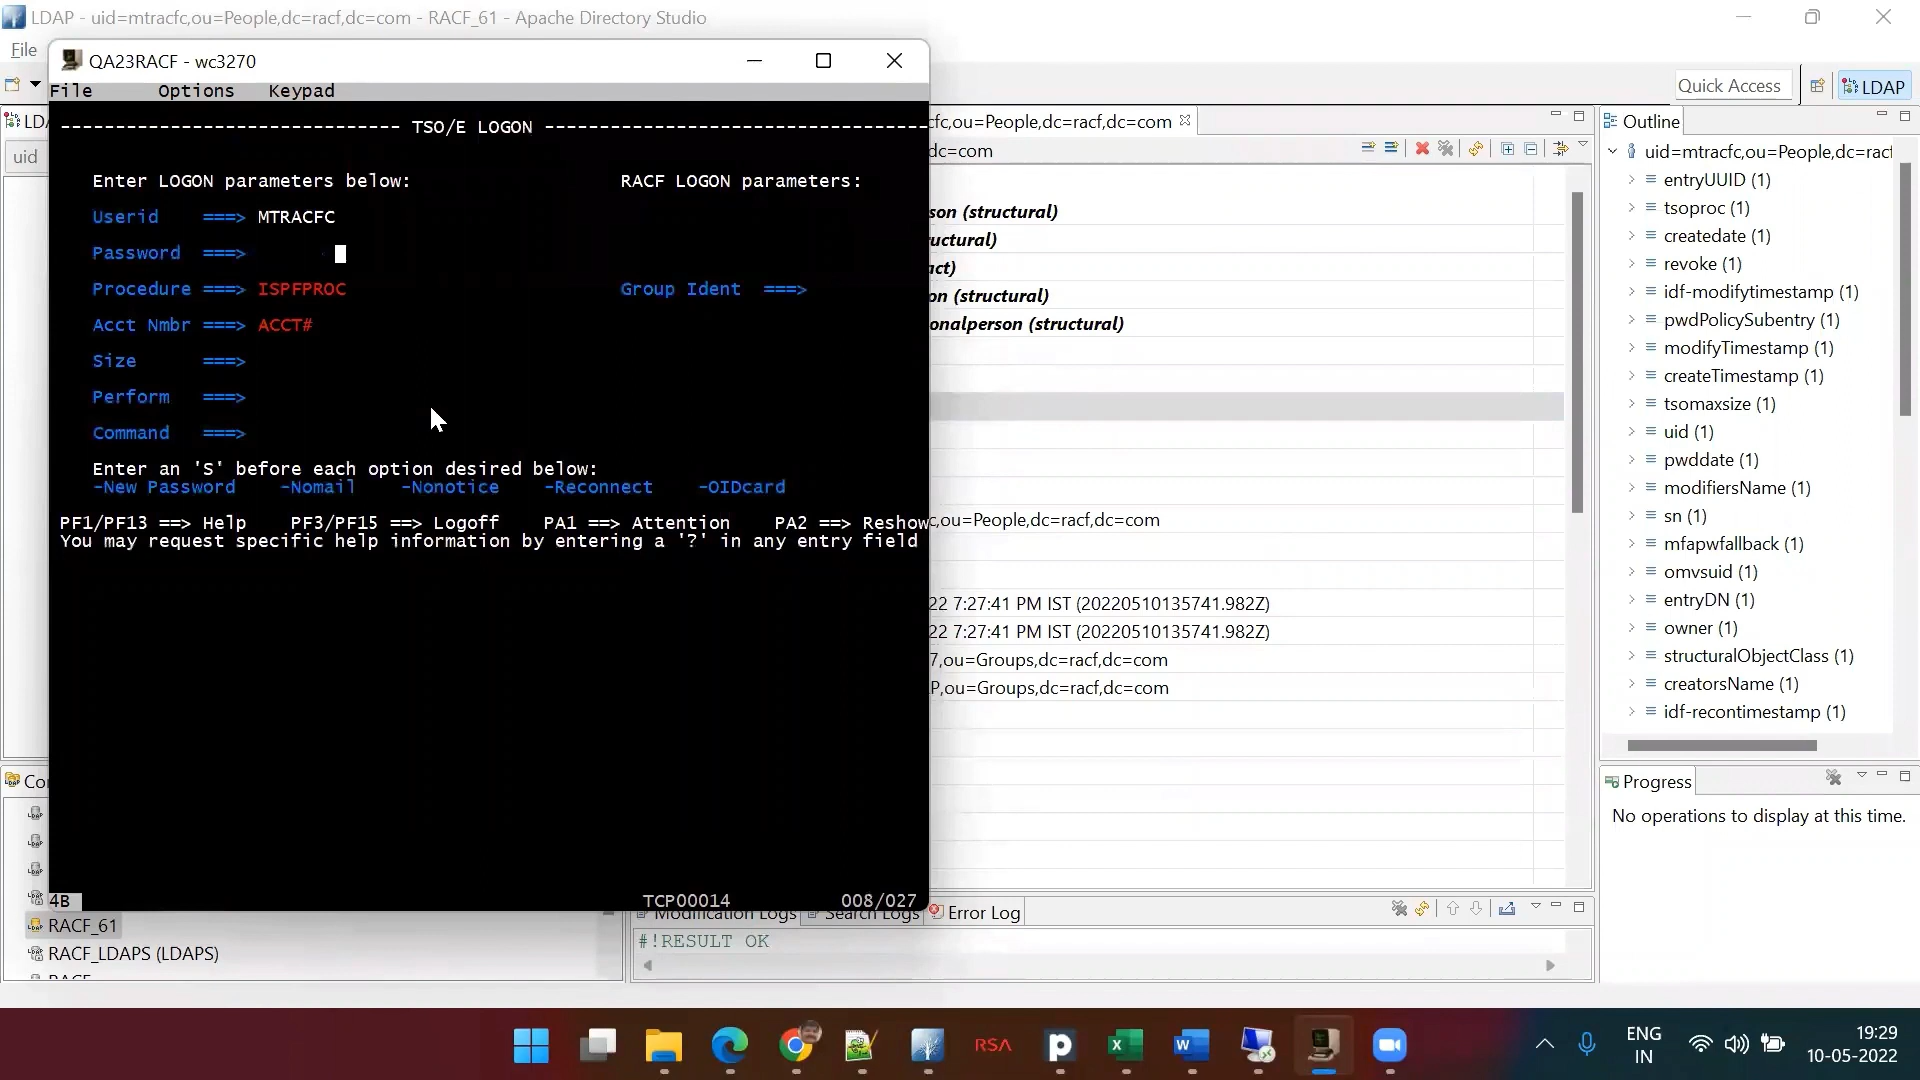 LDAP - uid=mtracfc,ou=People,dc=racf,dc=com - RACF_61 - Apache Directory Studio
File
QA23RACF - wc3270
File Options Keypad
Quick Access
LDAP
------------------------------- TSO/E LOGON -----------------------------------
Enter LOGON parameters below: RACF LOGON parameters:
Userid ===> MTRACFC
Password ===>
Procedure ===> ISPFPROC Group Ident ===>
Acct Nmbr ===> ACCT#
Size ===>
Perform ===>
Command ===>
Enter an 'S' before each option desired below:
-New Password -Nomail -Nonotice -Reconnect -OIDcard
PF1/PF13 ==> Help PF3/PF15 ==> Logoff PA1 ==> Attention PA2 ==> Reshow
You may request specific help information by entering a '?' in any entry field
4B TCP00014 008/027
uid
fc,ou=People,dc=racf,dc=com
dc=com
son (structural)
uctural)
act)
on (structural)
onalperson (structural)
c,ou=People,dc=racf,dc=com
22 7:27:41 PM IST (20220510135741.982Z)
22 7:27:41 PM IST (20220510135741.982Z)
7,ou=Groups,dc=racf,dc=com
P,ou=Groups,dc=racf,dc=com
Outline
uid=mtracfc,ou=People,dc=racf
entryUUID (1)
tsoproc (1)
createdate (1)
revoke (1)
idf-modifytimestamp (1)
pwdPolicySubentry (1)
modifyTimestamp (1)
createTimestamp (1)
tsomaxsize (1)
uid (1)
pwddate (1)
modifiersName (1)
sn (1)
mfapwfallback (1)
omvsuid (1)
entryDN (1)
owner (1)
structuralObjectClass (1)
creatorsName (1)
idf-recontimestamp (1)
Progress
No operations to display at this time.
RACF_61
RACF_LDAPS (LDAPS)
Modification Logs Search Logs Error Log
#!RESULT OK
RSA
ENG
IN
19:29
10-05-2022